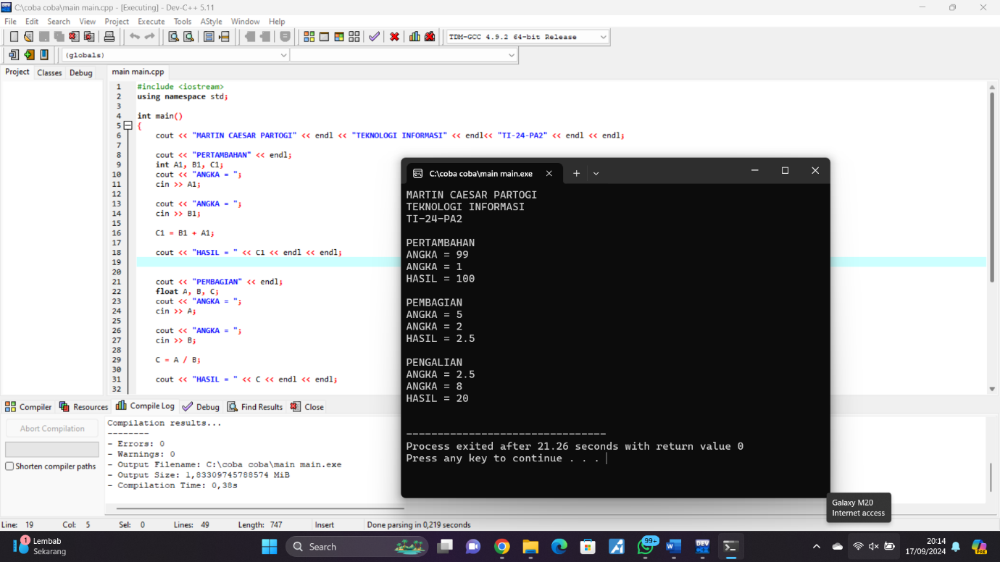 C:\coba coba\main main.cpp - [Executing] - Dev-C++ 5.11
File Edit Search View Project Execute Tools AStyle Window Help
TDM-GCC 4.9.2 64-bit Release
(globals)
Project Classes Debug
main main.cpp
1 #include <iostream>
2 using namespace std;
3
4 int main()
5 {
6 cout << "MARTIN CAESAR PARTOGI" << endl << "TEKNOLOGI INFORMASI" << endl<< "TI-24-PA2" << endl << endl;
7
8 cout << "PERTAMBAHAN" << endl;
9 int A1, B1, C1;
10 cout << "ANGKA = ";
11 cin >> A1;
12
13 cout << "ANGKA = ";
14 cin >> B1;
15
16 C1 = B1 + A1;
17
18 cout << "HASIL = " << C1 << endl << endl;
19
20
21 cout << "PEMBAGIAN" << endl;
22 float A, B, C;
23 cout << "ANGKA = ";
24 cin >> A;
25
26 cout << "ANGKA = ";
27 cin >> B;
28
29 C = A / B;
30
31 cout << "HASIL = " << C << endl << endl;
32
C:\coba coba\main main.exe
MARTIN CAESAR PARTOGI
TEKNOLOGI INFORMASI
TI-24-PA2
PERTAMBAHAN
ANGKA = 99
ANGKA = 1
HASIL = 100
PEMBAGIAN
ANGKA = 5
ANGKA = 2
HASIL = 2.5
PENGALIAN
ANGKA = 2.5
ANGKA = 8
HASIL = 20
--------------------------------
Process exited after 21.26 seconds with return value 0
Press any key to continue . . .
Compiler Resources Compile Log Debug Find Results Close
Abort Compilation
Shorten compiler paths
Compilation results...
--------
- Errors: 0
- Warnings: 0
- Output Filename: C:\coba coba\main main.exe
- Output Size: 1,83309745788574 MiB
- Compilation Time: 0,38s
Galaxy M20
Internet access
Line: 19 Col: 5 Sel: 0 Lines: 49 Length: 747 Insert Done parsing in 0,219 seconds
1
Lembab
Sekarang
Search
99+
W
DEV
PRE
20:14
17/09/2024